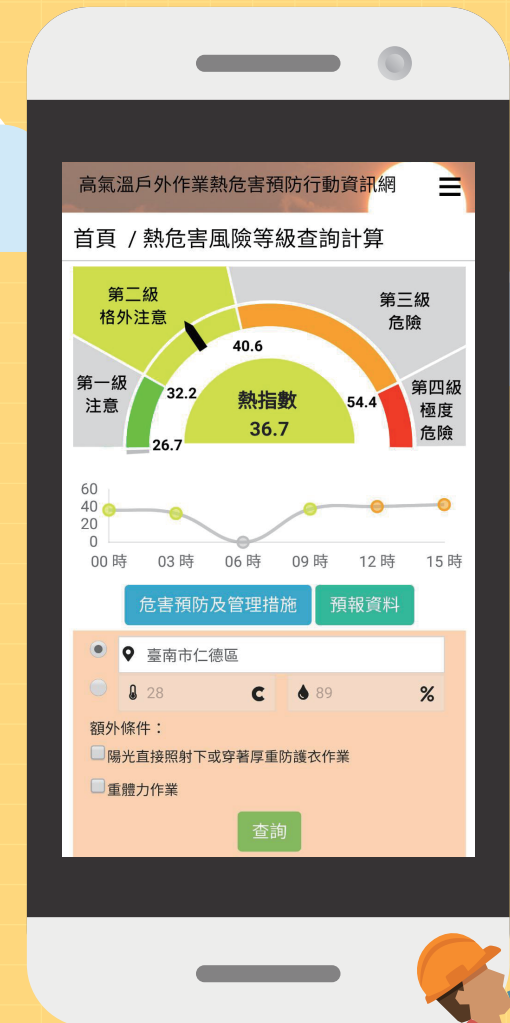 高氣溫戶外作業熱危害預防行動資訊網
首頁 / 熱危害風險等級查詢計算
第二級
格外注意
第三級
危險
40.6
第一級
注意
32.2
熱指數
54.4
第四級
極度
危險
36.7
26.7
60
40
20
0
00 時 03 時 06 時 09 時 12 時 15 時
危害預防及管理措施 預報資料
臺南市仁德區
28 C 89 %
額外條件：
陽光直接照射下或穿著厚重防護衣作業
重體力作業
查詢